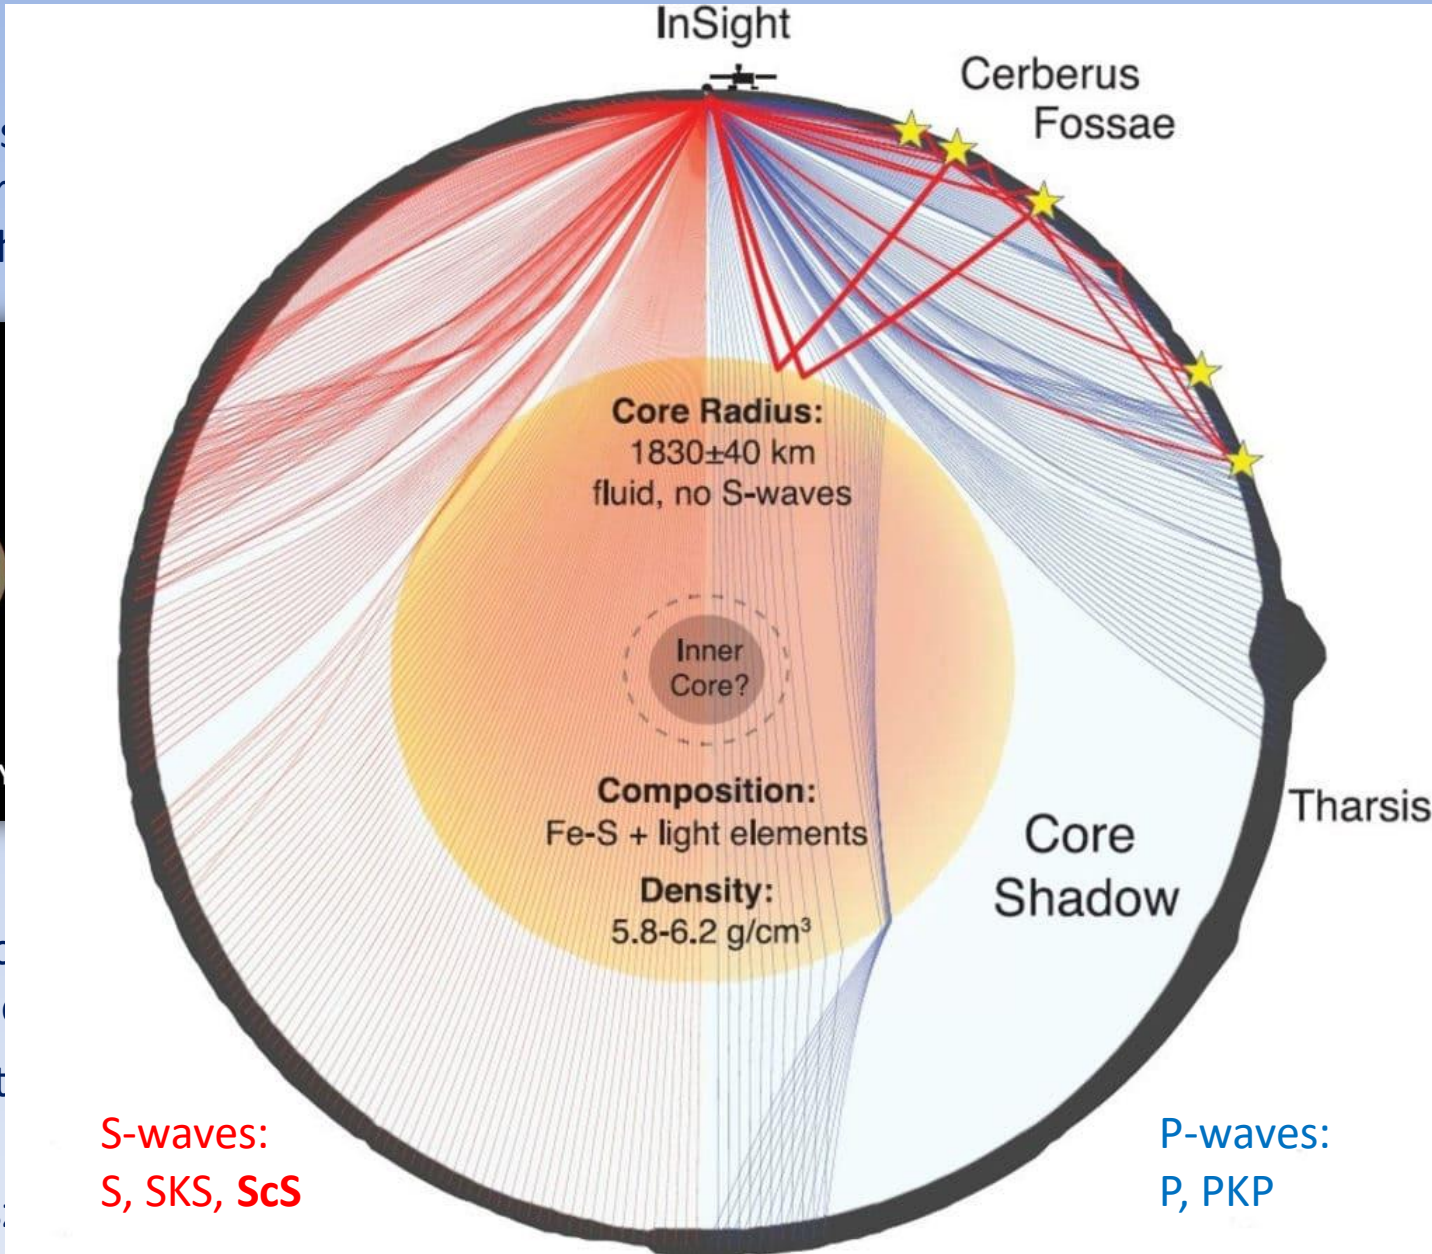 InSight
Cerberus
Fossae
Core Radius:
1830±40 km
fluid, no S-waves
Inner
Core?
Composition:
Fe-S + light elements
Density:
5.8-6.2 g/cm³
Core
Shadow
Tharsis
S-waves:
S, SKS, ScS
P-waves:
P, PKP